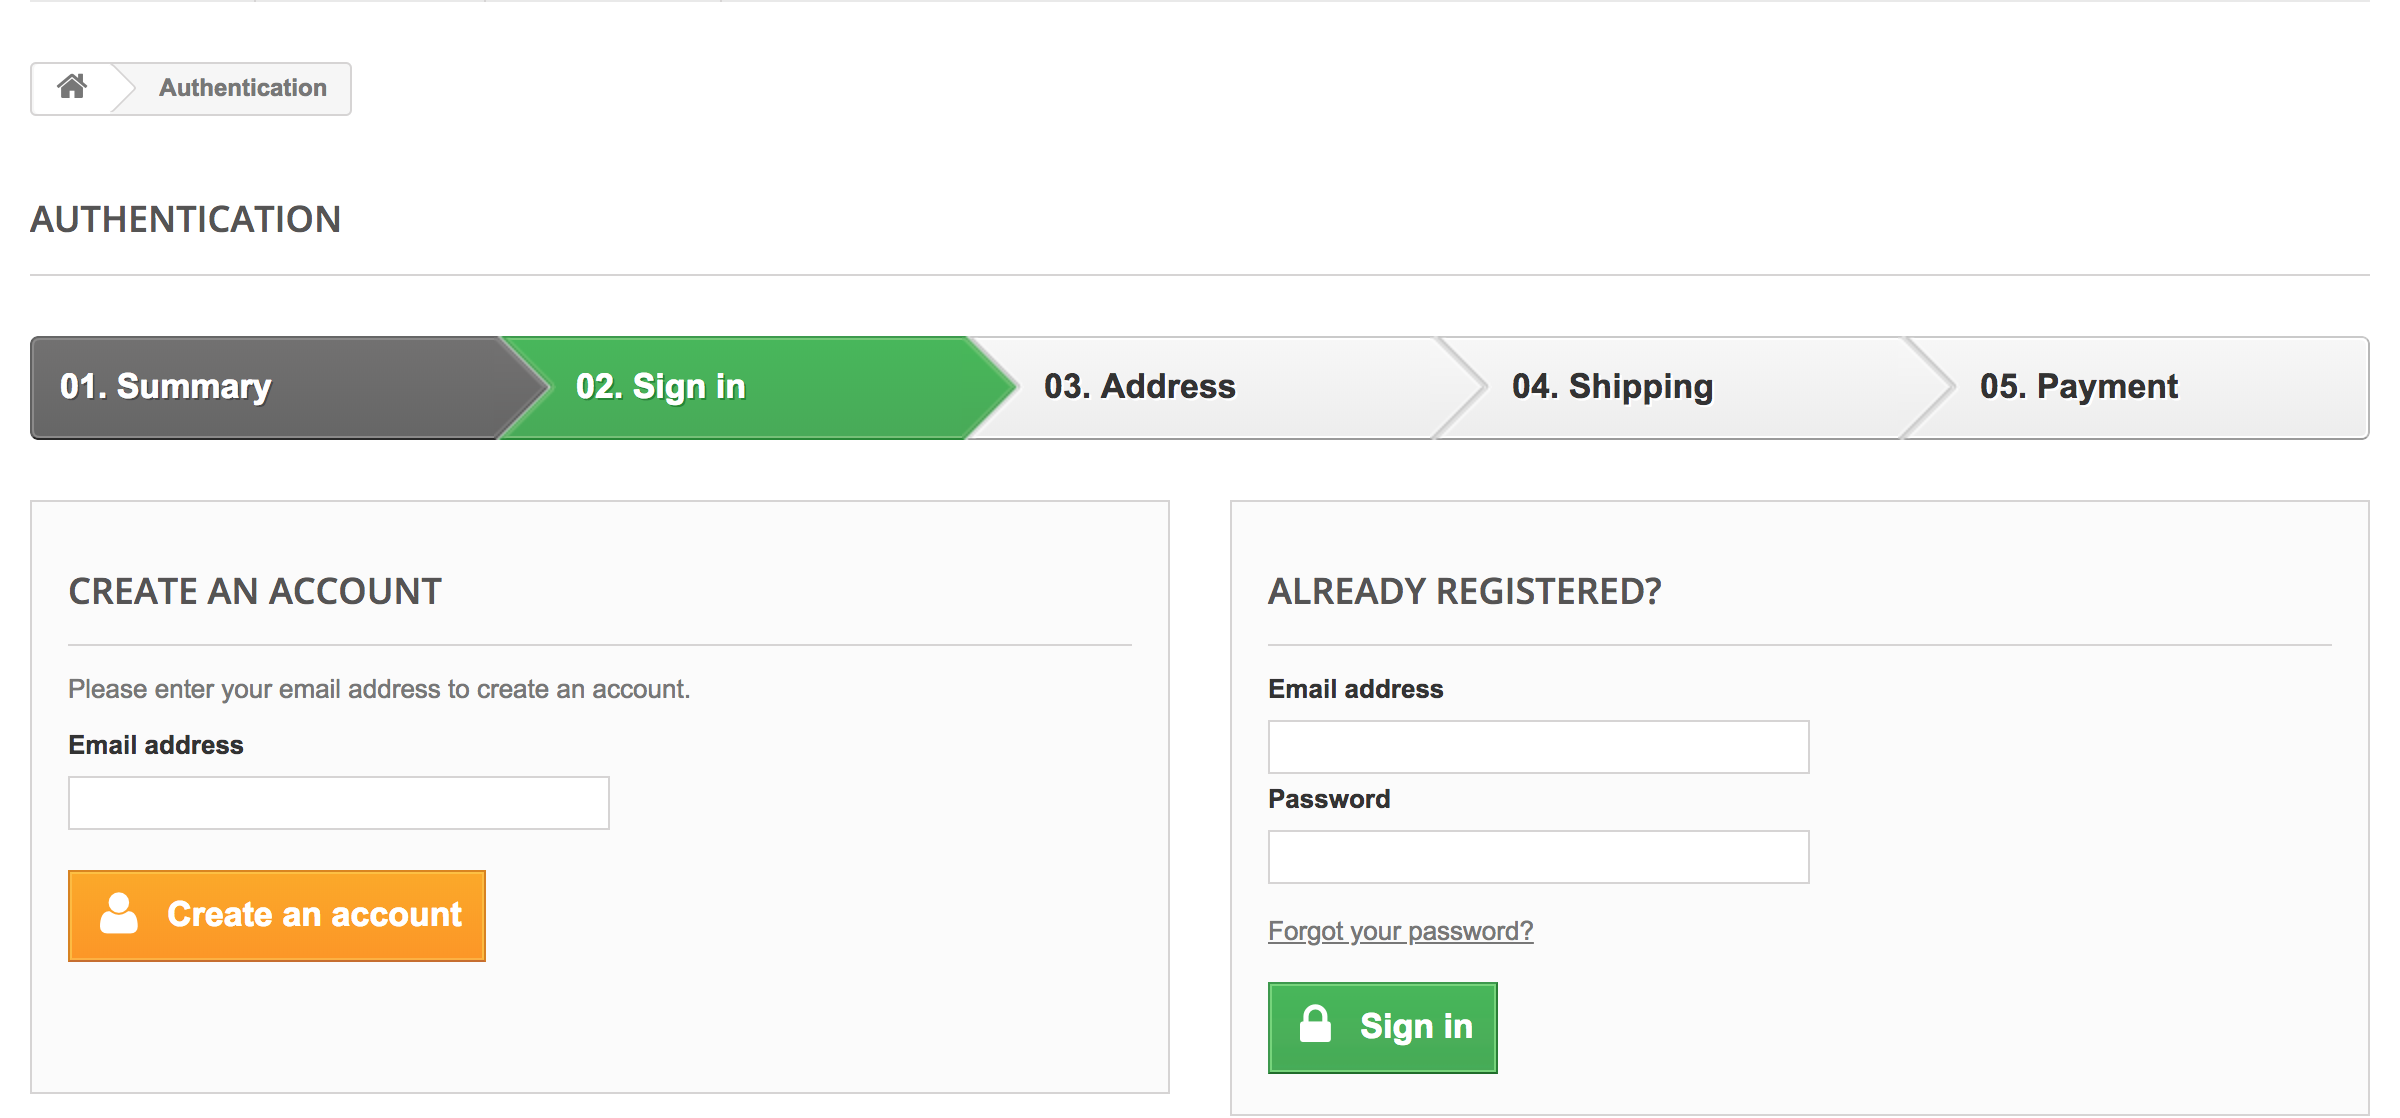 Authentication
AUTHENTICATION
01. Summary
02. Sign in
03. Address
04. Shipping
05. Payment
CREATE AN ACCOUNT
Please enter your email address to create an account.
Email address
Create an account
ALREADY REGISTERED?
Email address
Password
Forgot your password?
Sign in